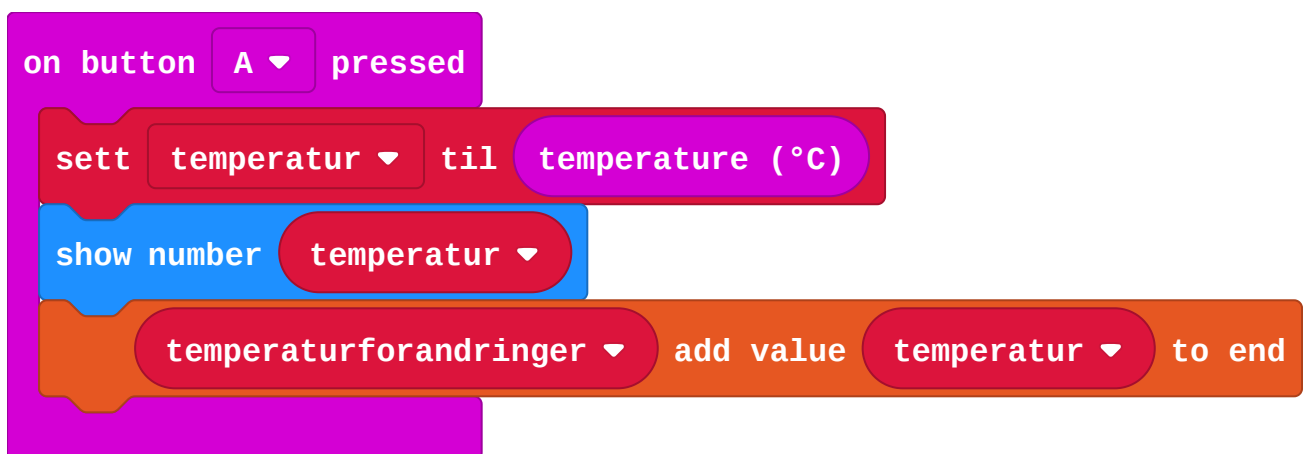 on button A pressed
sett temperatur til temperature (°C)
show number temperatur
temperaturforandringer add value temperatur to end